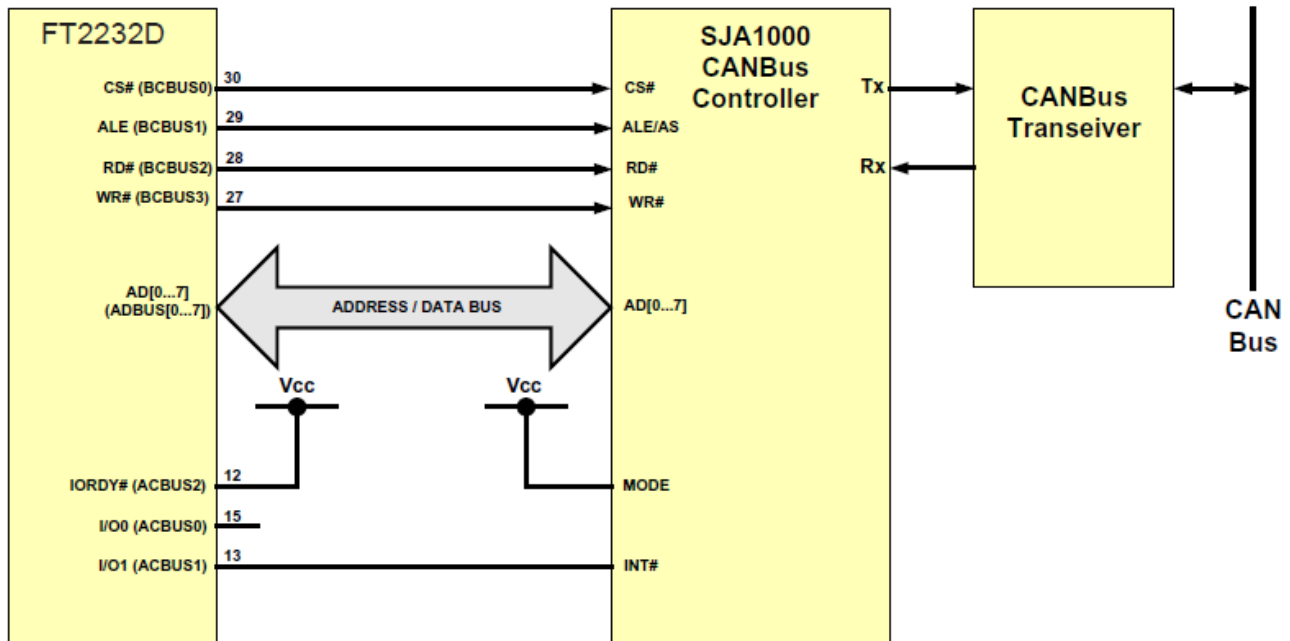 FT2232D
CS# (BCBUS0)
30
ALE (BCBUS1)
29
RD# (BCBUS2)
28
WR# (BCBUS3)
27
AD[0...7]
(ADBUS[0...7])
ADDRESS / DATA BUS
Vcc
Vcc
IORDY# (ACBUS2)
12
I/O0 (ACBUS0)
15
I/O1 (ACBUS1)
13
SJA1000
CANBus
Controller
CS#
ALE/AS
RD#
WR#
AD[0...7]
MODE
INT#
Tx
Rx
CANBus
Transeiver
CAN
Bus